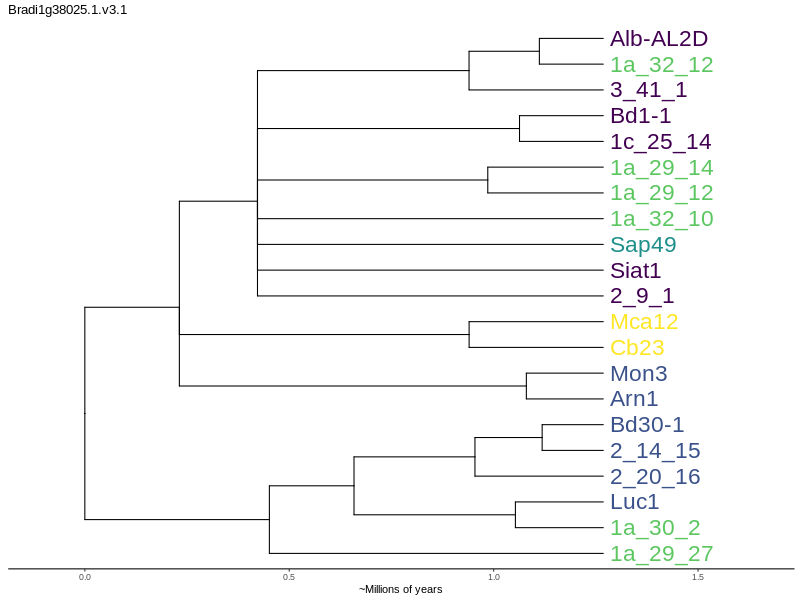 Bradi1g38025.1.v3.1
Alb-AL2D
1a_32_12
3_41_1
Bd1-1
1c_25_14
1a_29_14
1a_29_12
1a_32_10
Sap49
Siat1
2_9_1
Mca12
Cb23
Mon3
Arn1
Bd30-1
2_14_15
2_20_16
Luc1
1a_30_2
1a_29_27
0.0 0.5 1.0 1.5
~Millions of years